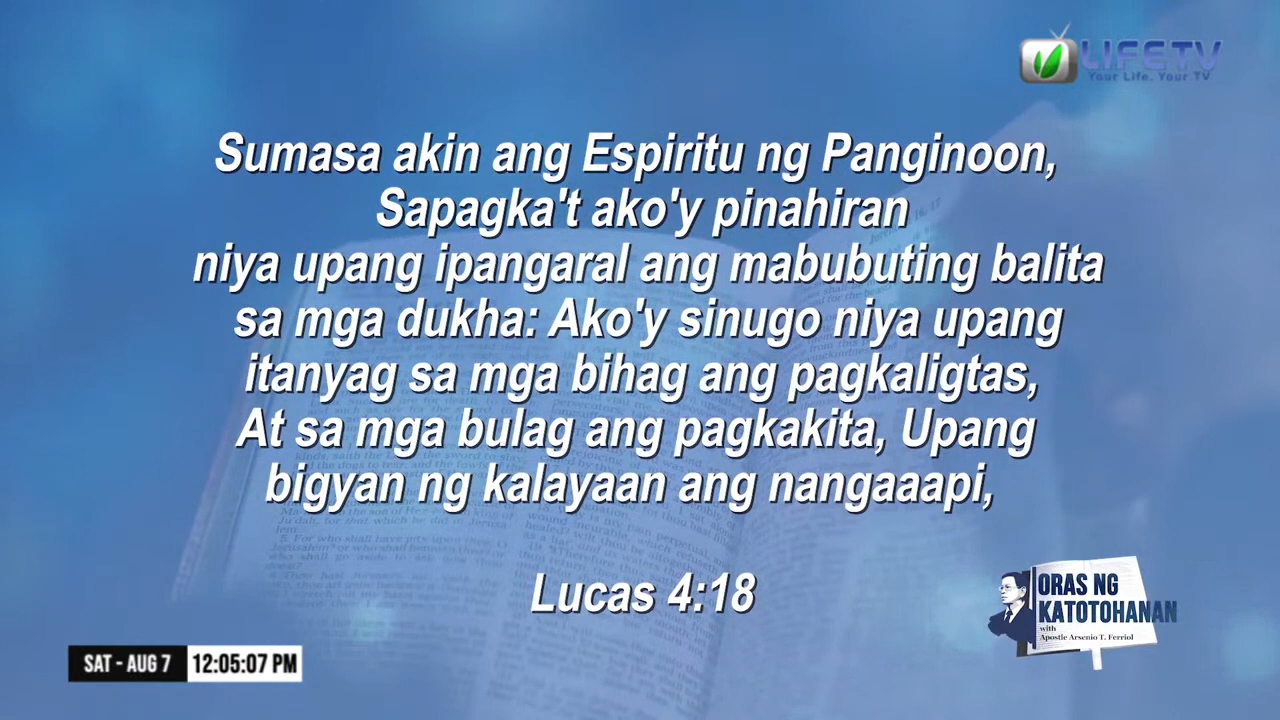 LIFETV
Your Life. Your TV
Sumasa akin ang Espiritu ng Panginoon,
Sapagka't ako'y pinahiran
niya upang ipangaral ang mabubuting balita
sa mga dukha: Ako'y sinugo niya upang
itanyag sa mga bihag ang pagkaligtas,
At sa mga bulag ang pagkakita, Upang
bigyan ng kalayaan ang nangaaapi,
Lucas 4:18
ORAS NG
KATOTOHANAN
with
Apostle Arsenio T. Ferriol
SAT - AUG 7 12:05:07 PM